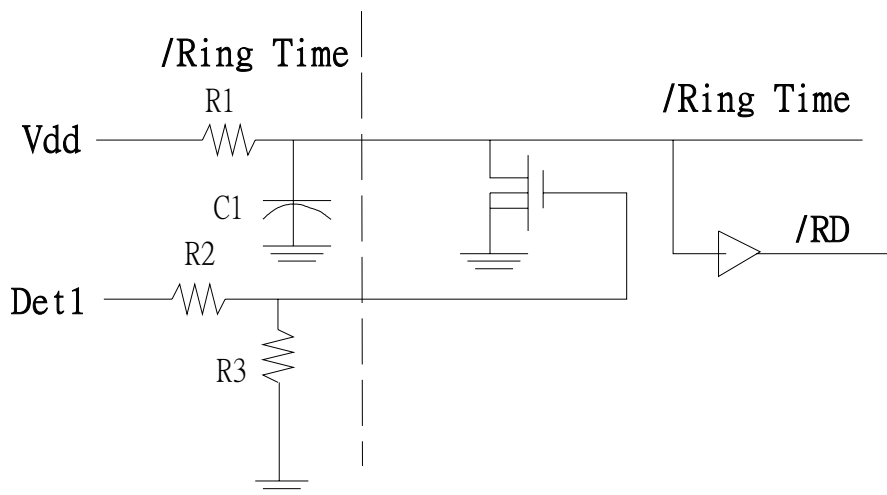 /Ring Time
R1
/Ring Time
Vdd
C1
/RD
R2
Det1
R3